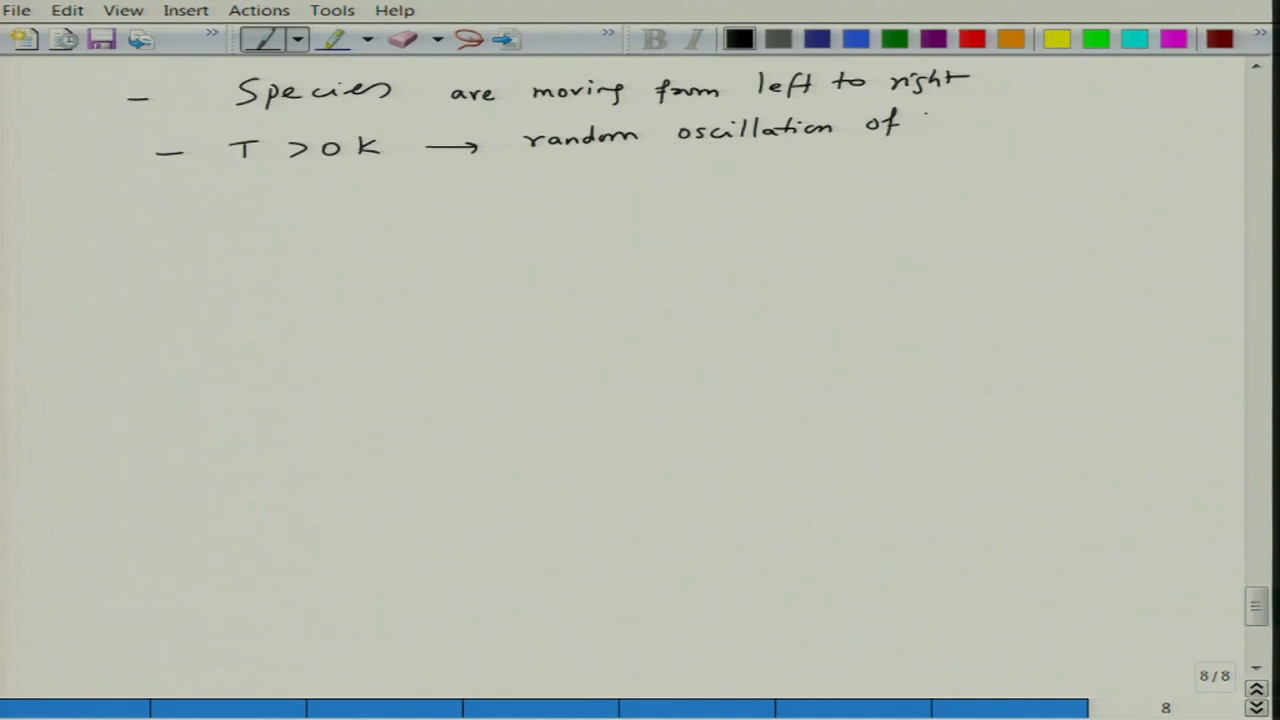 File Edit View Insert Actions Tools Help
B I
- Species are moving from left to right
- T > 0 K → random oscillation of
8 / 8
8